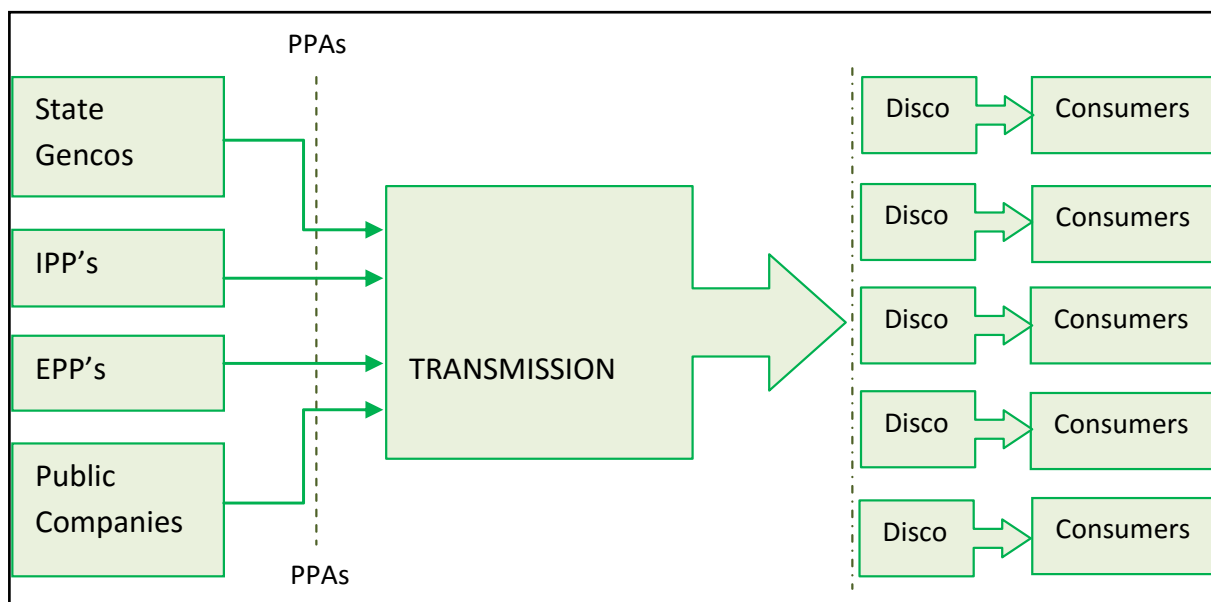 PPAs
State
Gencos
IPP’s
EPP’s
Public
Companies
PPAs
TRANSMISSION
Disco
Consumers
Disco
Consumers
Disco
Consumers
Disco
Consumers
Disco
Consumers